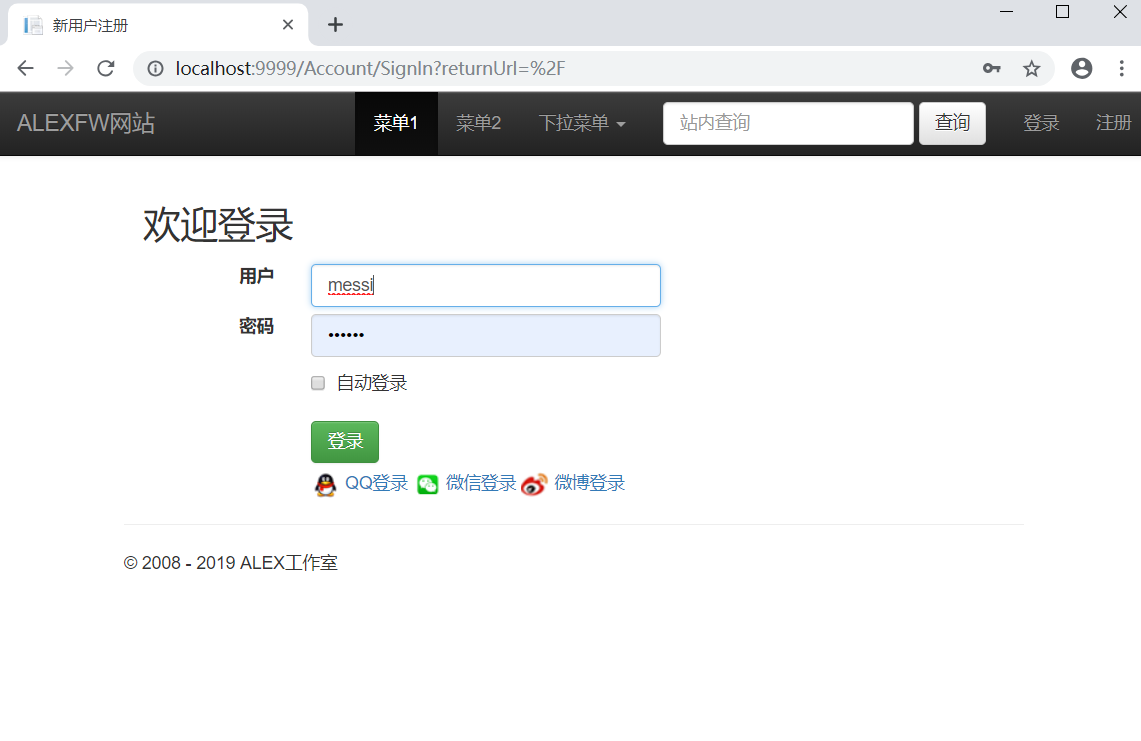 新用户注册
localhost:9999/Account/SignIn?returnUrl=%2F
ALEXFW网站 菜单1 菜单2 下拉菜单 站内查询 查询 登录 注册
欢迎登录
用户 messi
密码 ••••••
自动登录
登录
QQ登录 微信登录 微博登录
© 2008 - 2019 ALEX工作室